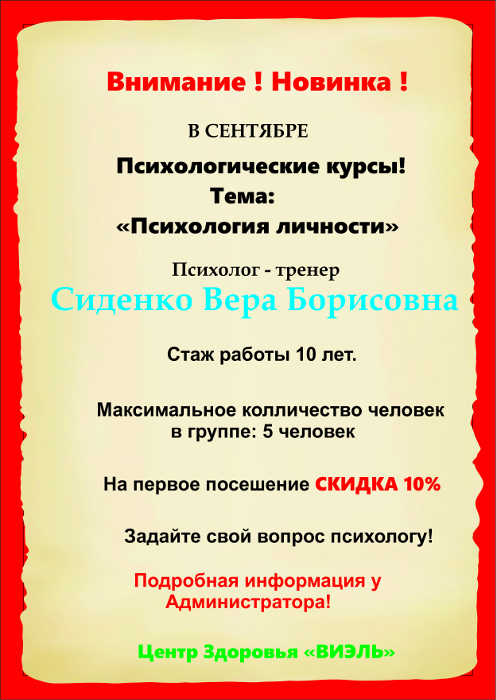 Внимание ! Новинка !
В СЕНТЯБРЕ
Психологические курсы!
Тема:
«Психология личности»
Психолог - тренер
Сиденко Вера Борисовна
Стаж работы 10 лет.
Максимальное колличество человек
в группе: 5 человек
На первое посешение СКИДКА 10%
Задайте свой вопрос психологу!
Подробная информация у
Администратора!
Центр Здоровья «ВИЭЛЬ»